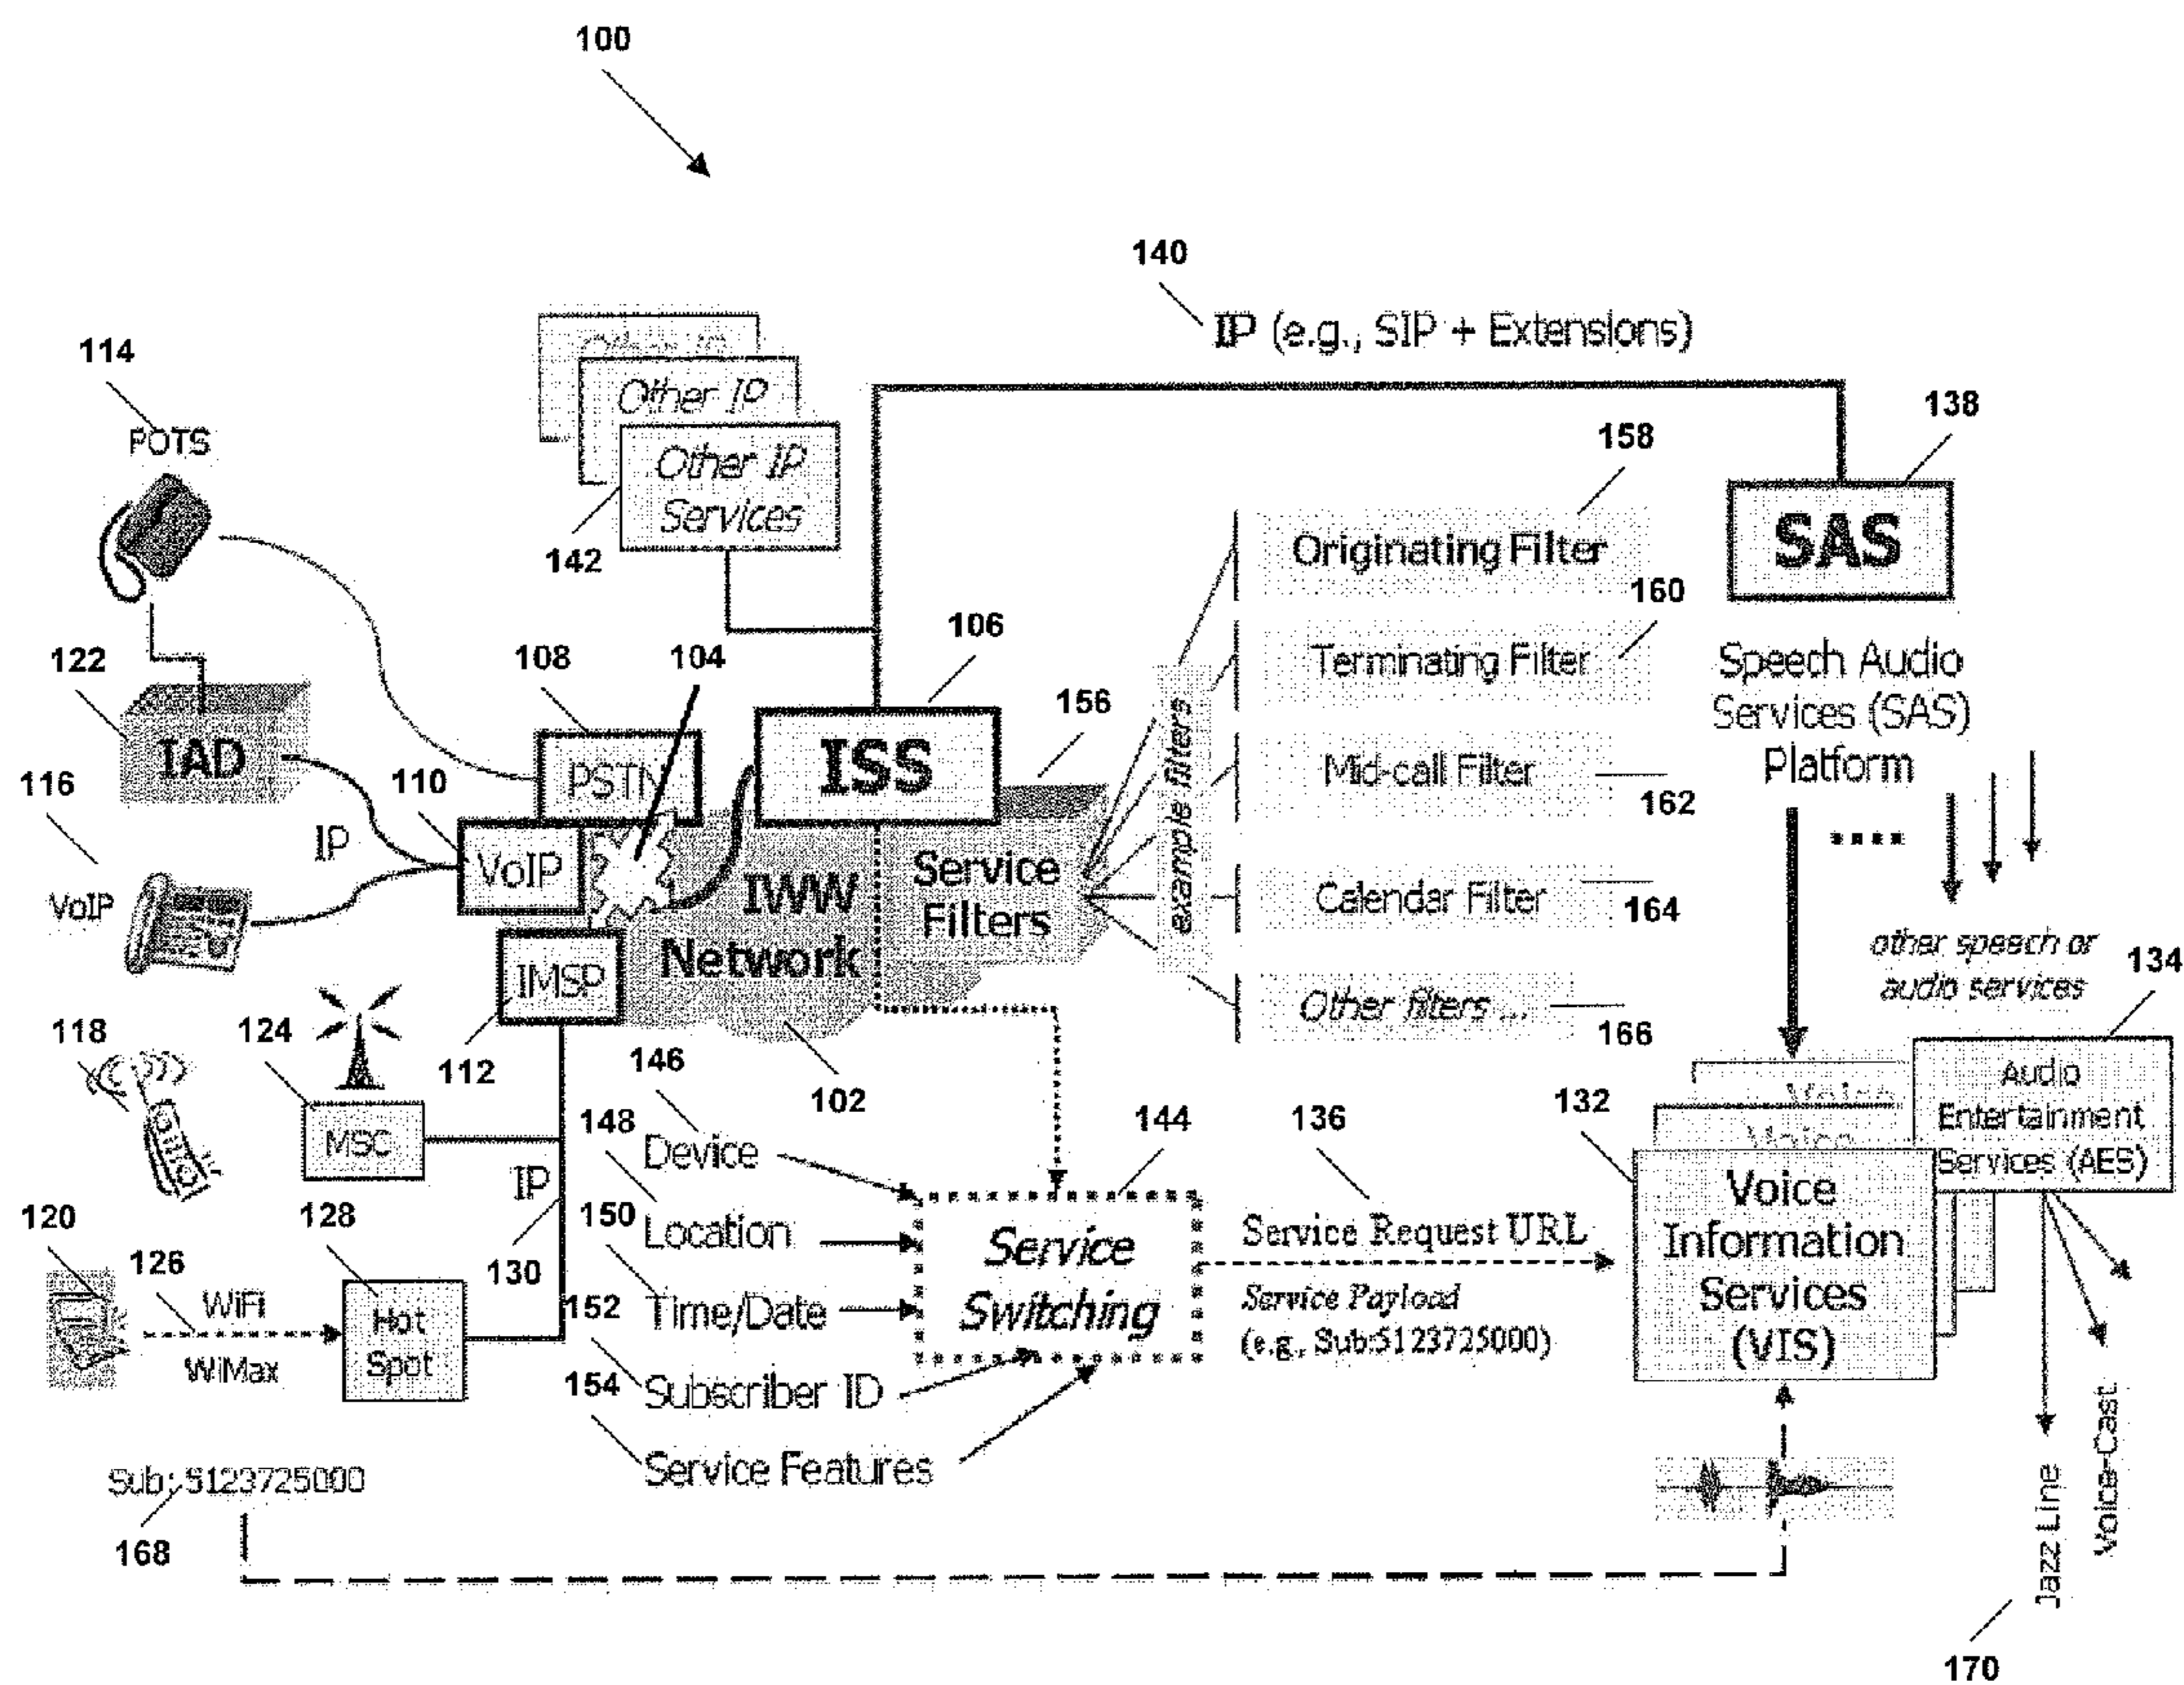 100
140
IP (e.g., SIP + Extensions)
114
POTS
Other IP
Other IP
Other IP
Services
142
138
SAS
158
Originating Filter
160
Terminating Filter
Speech Audio
Services (SAS)
Platform
122
IAD
108
104
106
156
PSTN
ISS
example filters
Mid-call Filter
162
116
110
IP
VoIP
VoIP
IWW
Network
Service
Filters
Calendar Filter
164
other speech or
audio services
134
IMSP
Other filters ...
166
118
124
112
146
102
MSC
IP
148
Device
144
136
132
Voice
Voice
Audio
Entertainment
Services (AES)
120
128
150
Location
Service
Switching
Service Request URL
Voice
Information
Services
(VIS)
126
WiFi
WiMax
Hot
Spot
130
152
Time/Date
Service Payload
(e.g., Sub:5123725000)
154
Subscriber ID
Service Features
Sub:5123725000
168
Jazz Line
Voice-Cast
170